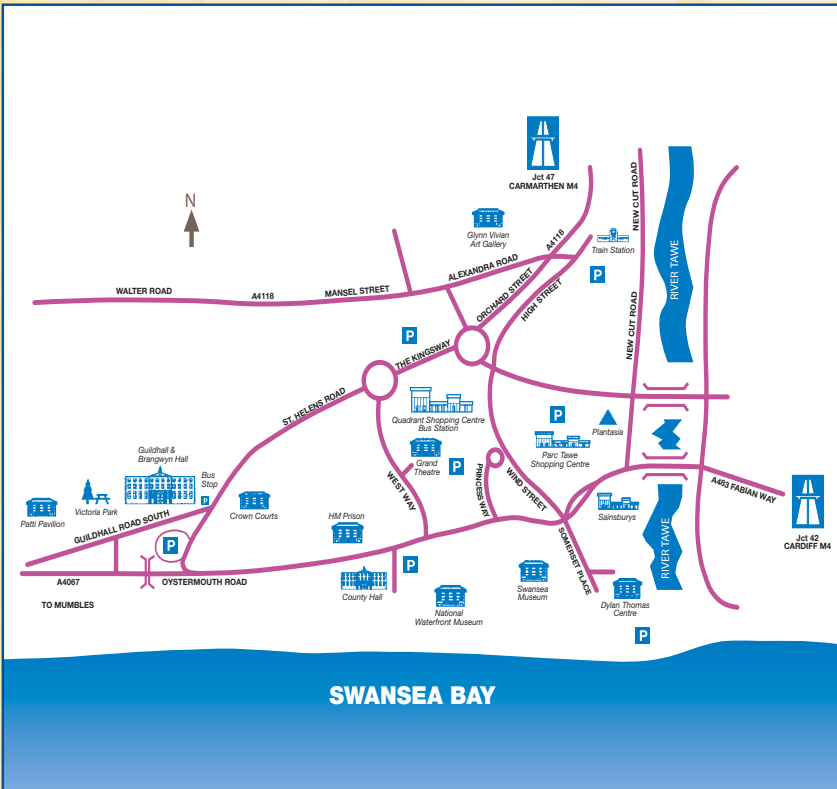 Jct 47
CARMARTHEN M4
N
Glynn Vivian
Art Gallery
A4118
Train Station
NEW CUT ROAD
RIVER TAWE
ALEXANDRA ROAD
P
WALTER ROAD
A4118
MANSEL STREET
ORCHARD STREET
HIGH STREET
NEW CUT ROAD
P
THE KINGSWAY
ST. HELENS ROAD
Quadrant Shopping Centre
Bus Station
P
Plantasia
Parc Tawe
Shopping Centre
Guildhall &
Brangwyn Hall
Bus
Stop
P
Grand
Theatre
P
WEST WAY
PRINCESS WAY
WIND STREET
A483 FABIAN WAY
Patti Pavilion
Victoria Park
Crown Courts
HM Prison
Sainsburys
Jct 42
CARDIFF M4
GUILDHALL ROAD SOUTH
P
SOMERSET PLACE
RIVER TAWE
A4067
OYSTERMOUTH ROAD
P
County Hall
Swansea
Museum
TO MUMBLES
National
Waterfront Museum
Dylan Thomas
Centre
P
SWANSEA BAY